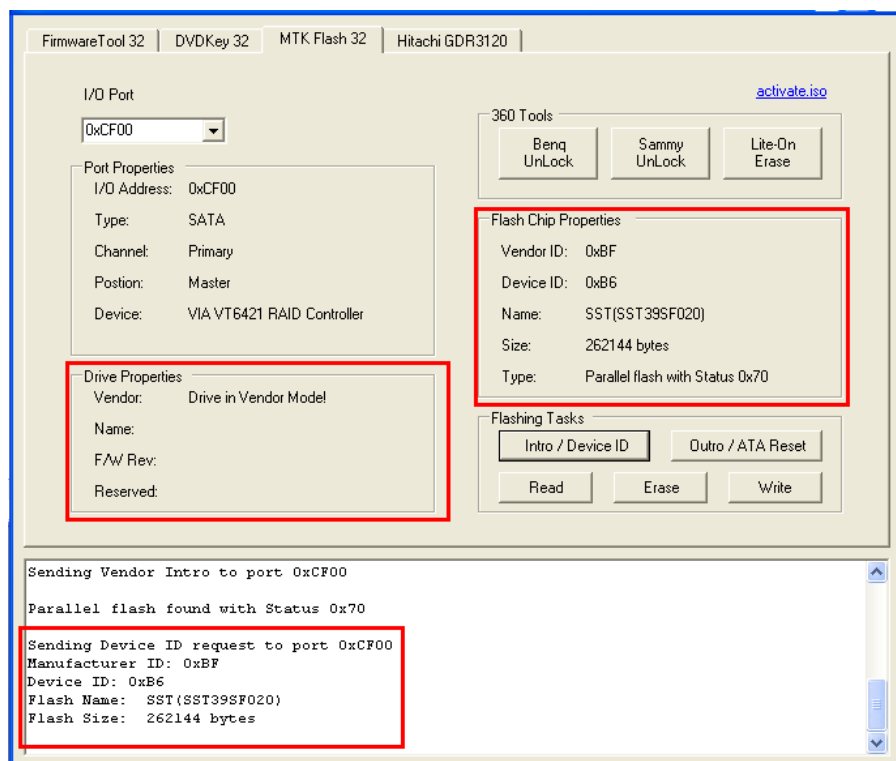 FirmwareTool 32
DVDKey 32
MTK Flash 32
Hitachi GDR3120
I/O Port
0xCF00
activate.iso
360 Tools
Benq
UnLock
Sammy
UnLock
Lite-On
Erase
Port Properties
I/O Address: 0xCF00
Type: SATA
Channel: Primary
Postion: Master
Device: VIA VT6421 RAID Controller
Flash Chip Properties
Vendor ID: 0xBF
Device ID: 0xB6
Name: SST(SST39SF020)
Size: 262144 bytes
Type: Parallel flash with Status 0x70
Drive Properties
Vendor: Drive in Vendor Mode!
Name:
F/W Rev:
Reserved:
Flashing Tasks
Intro / Device ID
Outro / ATA Reset
Read
Erase
Write
Sending Vendor Intro to port 0xCF00
Parallel flash found with Status 0x70
Sending Device ID request to port 0xCF00
Manufacturer ID: 0xBF
Device ID: 0xB6
Flash Name: SST(SST39SF020)
Flash Size: 262144 bytes